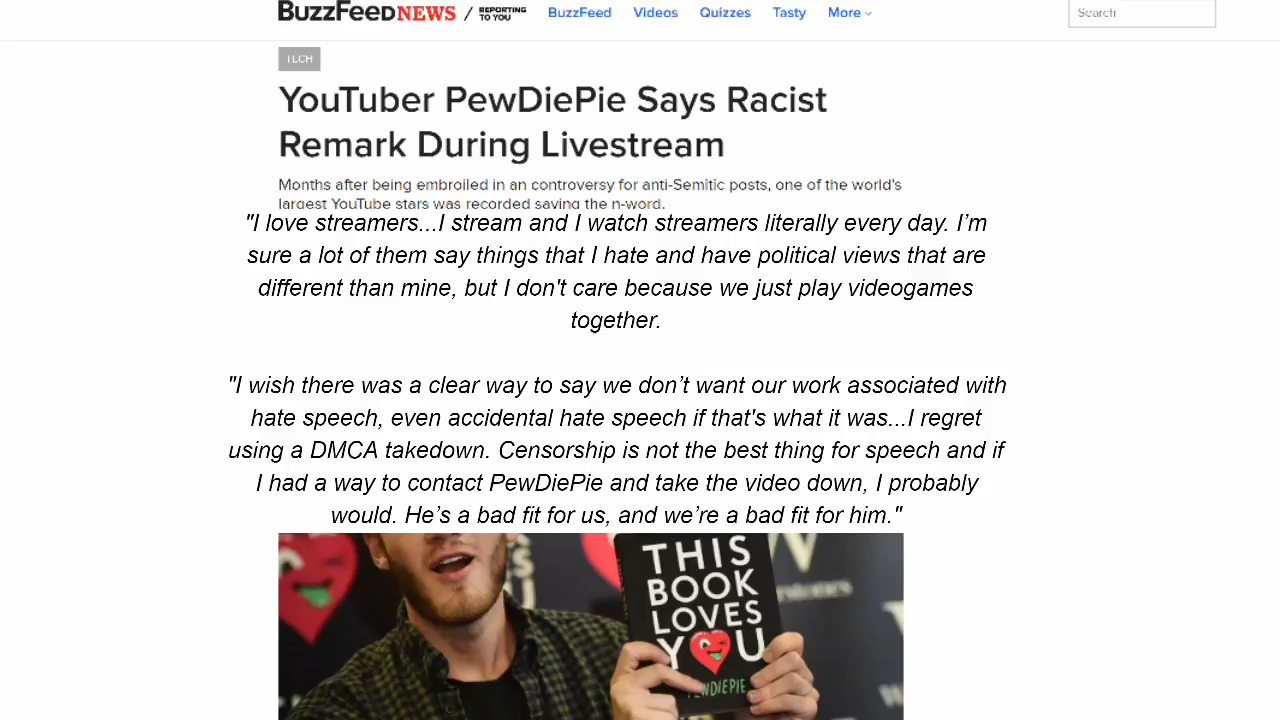 BuzzFeed NEWS / REPORTING TO YOU BuzzFeed Videos Quizzes Tasty More Search
TECH
YouTuber PewDiePie Says Racist
Remark During Livestream
Months after being embroiled in an controversy for anti-Semitic posts, one of the world's
largest YouTube stars was recorded saying the n-word.
"I love streamers...I stream and I watch streamers literally every day. I’m
sure a lot of them say things that I hate and have political views that are
different than mine, but I don't care because we just play videogames
together.
"I wish there was a clear way to say we don’t want our work associated with
hate speech, even accidental hate speech if that's what it was...I regret
using a DMCA takedown. Censorship is not the best thing for speech and if
I had a way to contact PewDiePie and take the video down, I probably
would. He’s a bad fit for us, and we’re a bad fit for him."
THIS
BOOK
LOVES
YOU
PEWDIEPIE